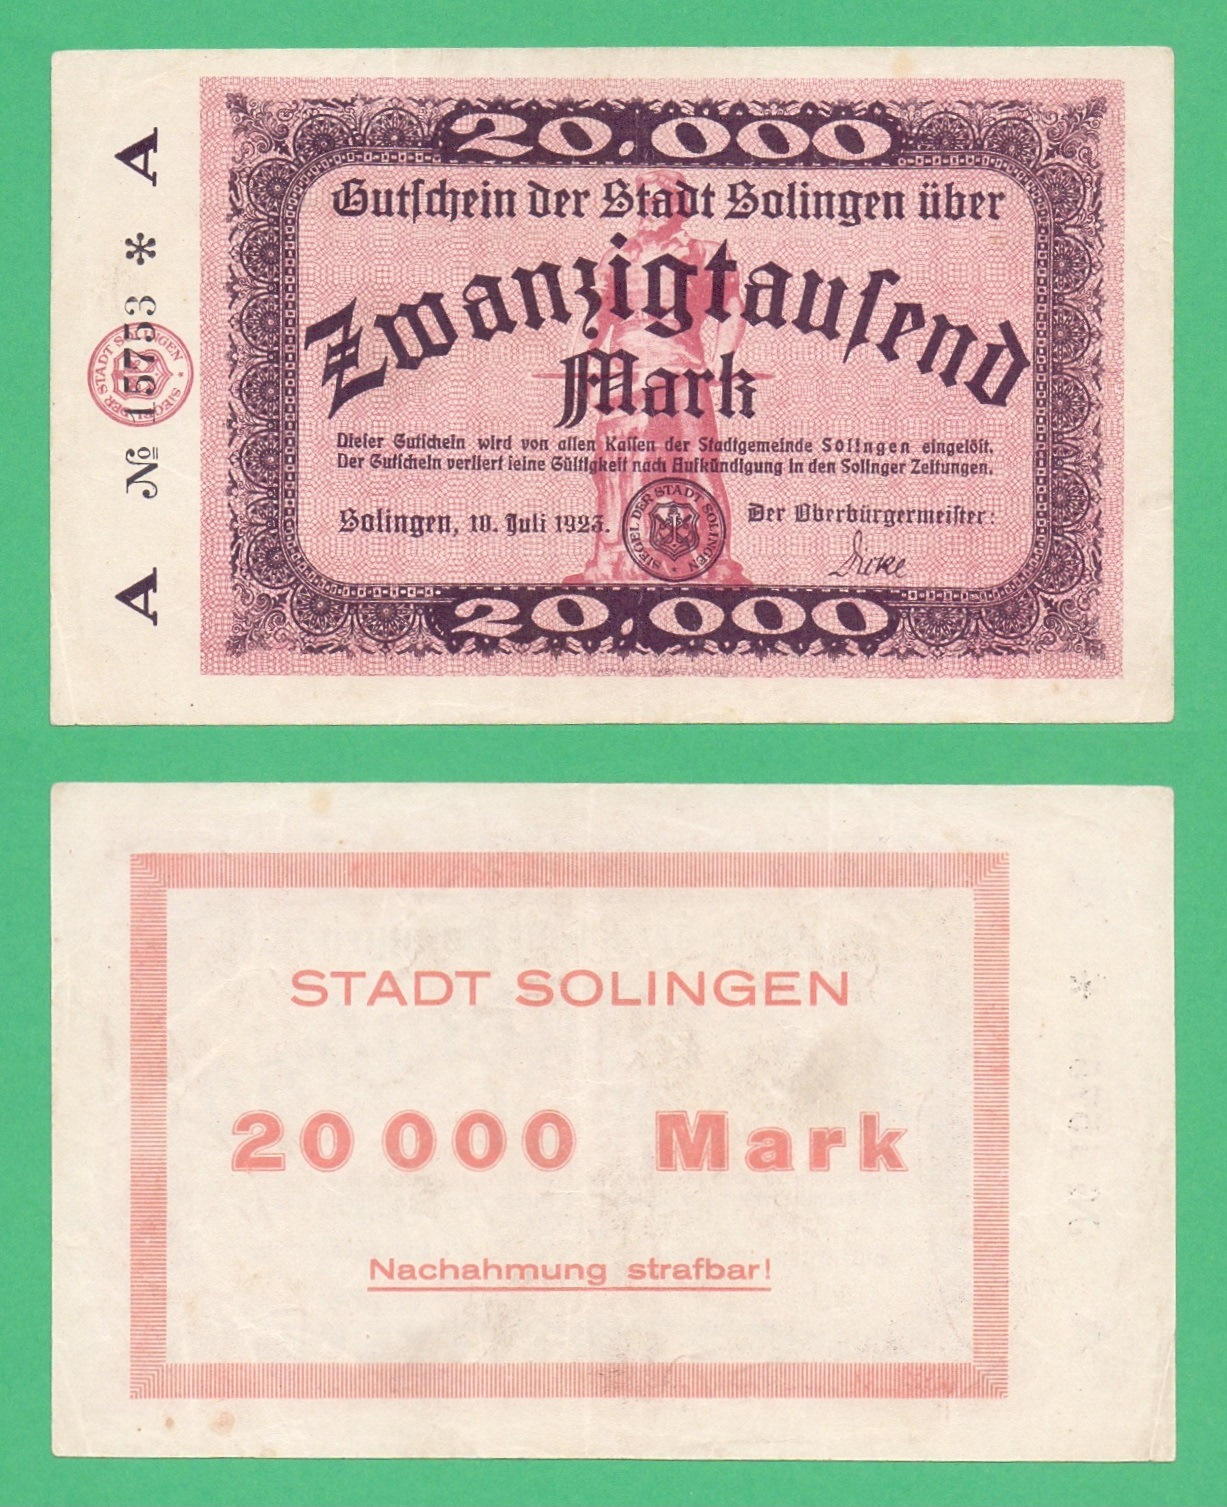 A № 15753 * A
SIEGEL DER STADT SOLINGEN *
20.000
Gutschein der Stadt Solingen über
Zwanzigtausend
Mark
Dieser Gutschein wird von allen Kassen der Stadtgemeinde Solingen eingelöst.
Der Gutschein verliert seine Gültigkeit nach Aufkündigung in den Solinger Zeitungen.
Solingen, 10. Juli 1923.
SIEGEL DER STADT SOLINGEN *
Der Oberbürgermeister:
Dicke
20.000
STADT SOLINGEN
20 000 Mark
Nachahmung strafbar!